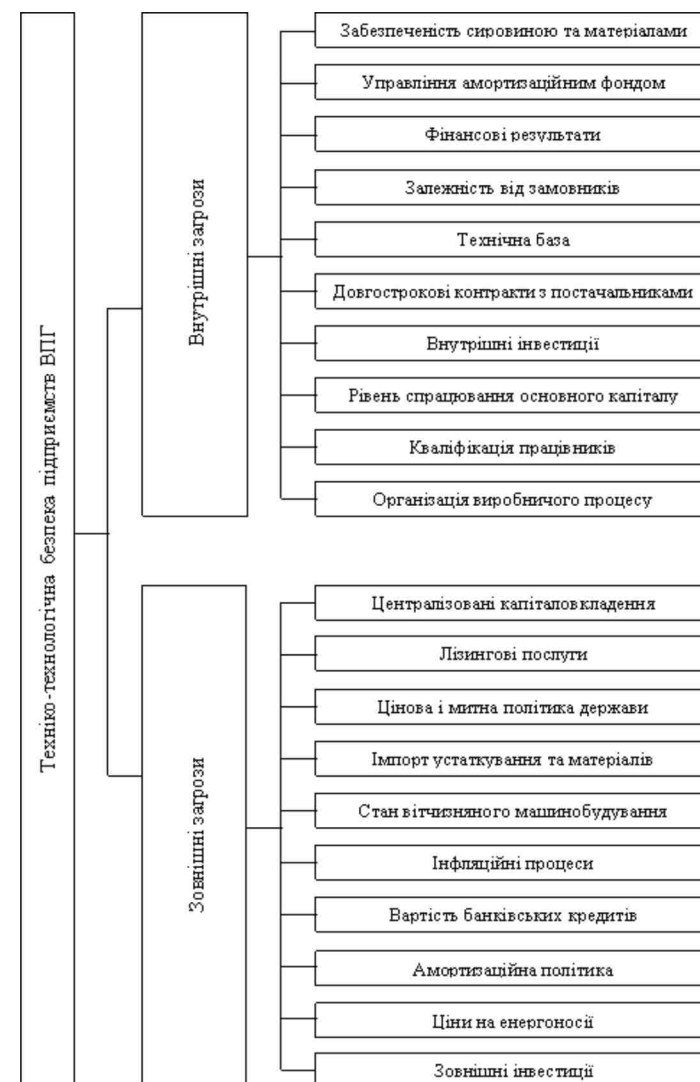 Техніко-технологічна безпека підприємств ВПГ
Внутрішні загрози
Забезпеченість сировиною та матеріалами
Управління амортизаційним фондом
Фінансові результати
Залежність від замовників
Технічна база
Довгострокові контракти з постачальниками
Внутрішні інвестиції
Рівень спрацювання основного капіталу
Кваліфікація працівників
Організація виробничого процесу
Зовнішні загрози
Централізовані капіталовкладення
Лізингові послуги
Цінова і митна політика держави
Імпорт устаткування та матеріалів
Стан вітчизняного машинобудування
Інфляційні процеси
Вартість банківських кредитів
Амортизаційна політика
Ціни на енергоносії
Зовнішні інвестиції